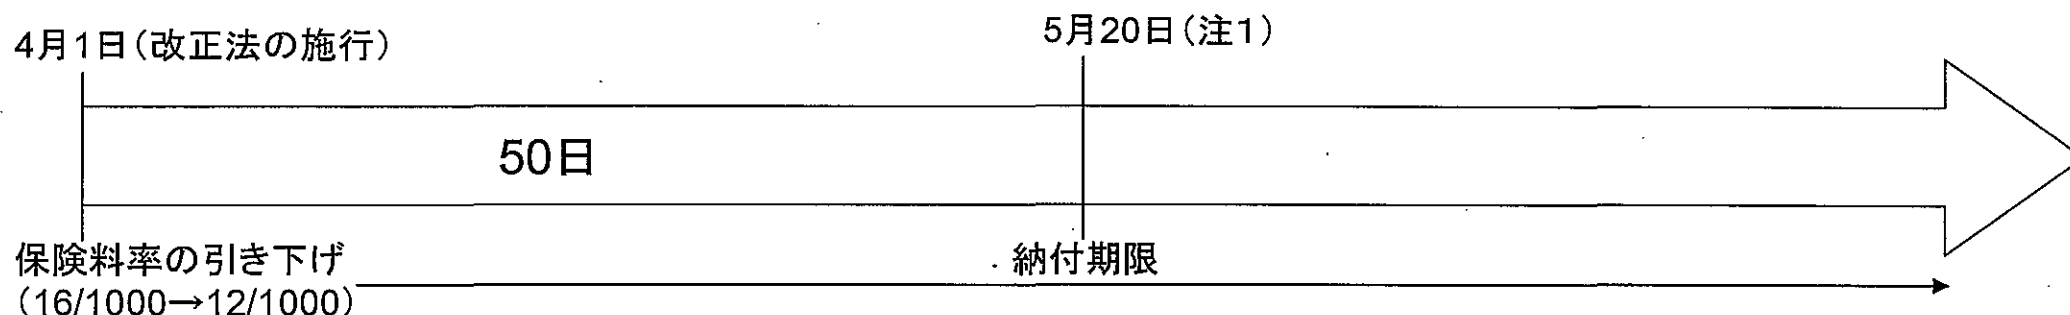 4月1日（改正法の施行）
5月20日（注1）
50日
保険料率の引き下げ
（16/1000→12/1000）
納付期限